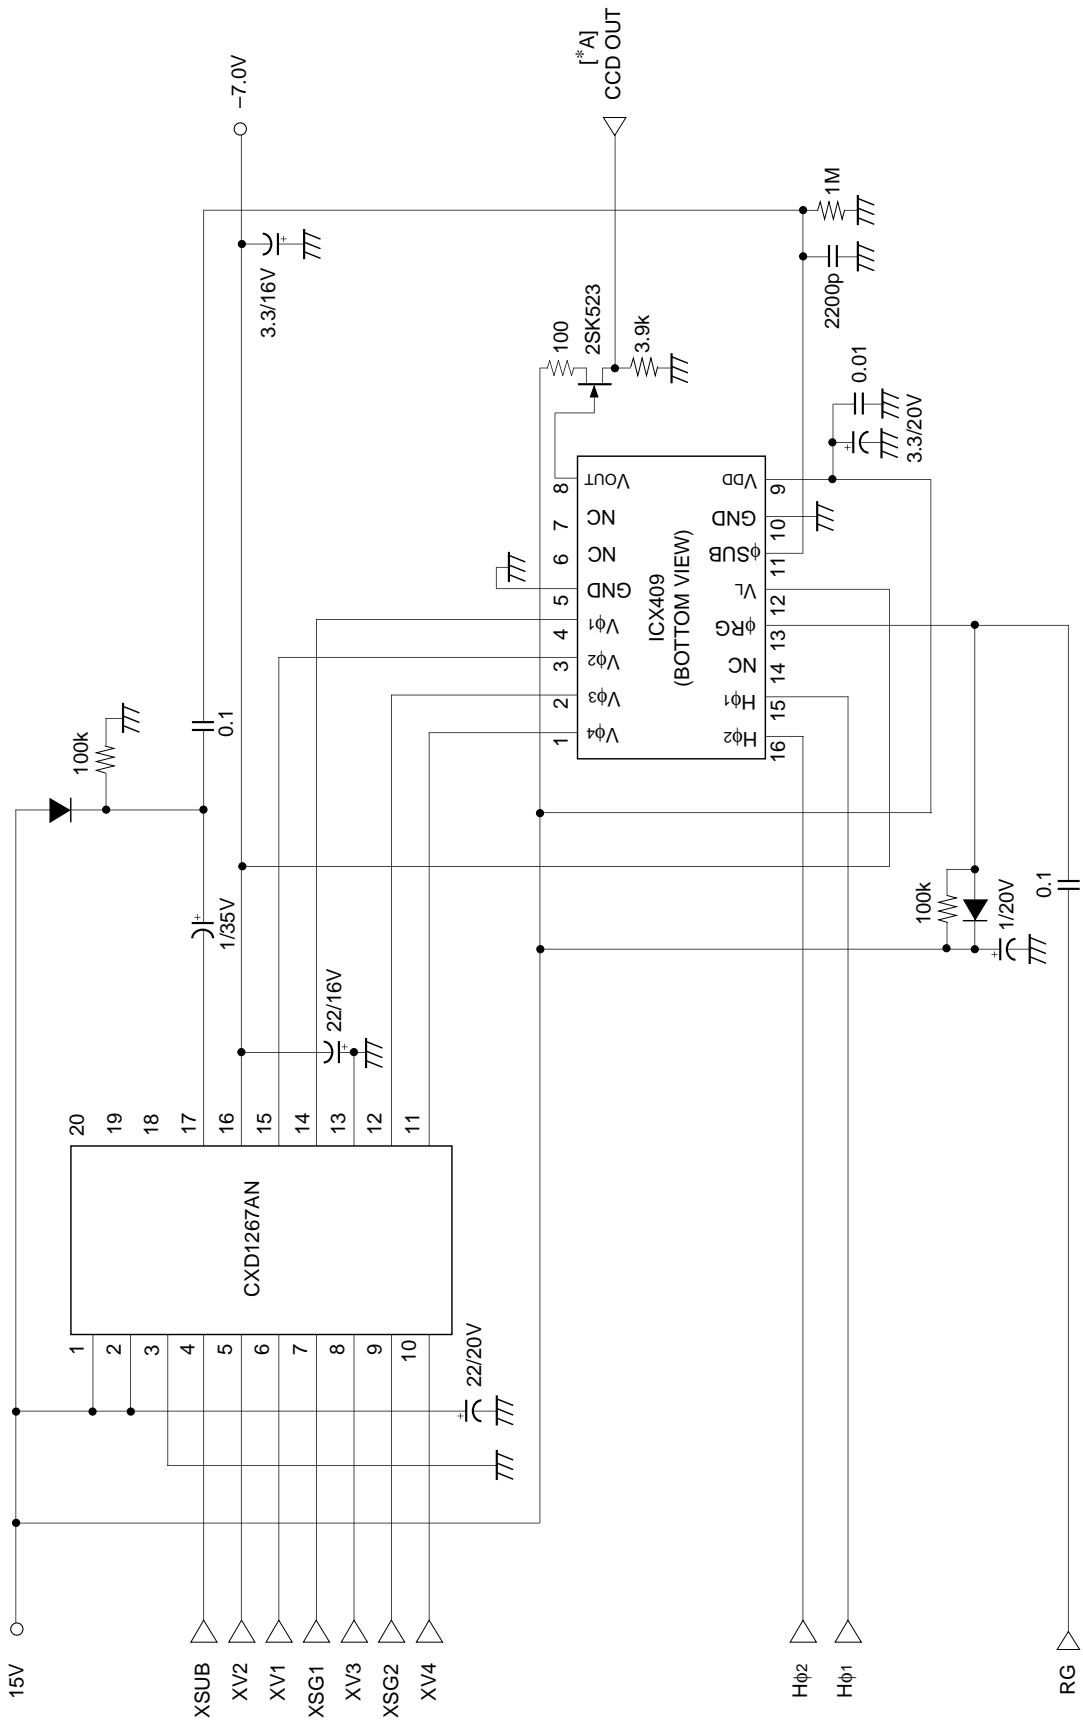 15V
XSUB
XV2
XV1
XSG1
XV3
XSG2
XV4
Hϕ2
Hϕ1
RG
22/20V
1
2
3
4
5
6
7
8
9
10
CXD1267AN
20
19
18
17
16
15
14
13
12
11
22/16V
1/35V
100k
0.1
3.3/16V
–7.0V
[*A]
CCD OUT
100
2SK523
3.9k
1
2
3
4
5
6
7
8
Vϕ4
Vϕ3
Vϕ2
Vϕ1
GND
NC
NC
VOUT
ICX409
(BOTTOM VIEW)
Hϕ2
Hϕ1
NC
ϕRG
VL
ϕSUB
GND
VDD
16
15
14
13
12
11
10
9
3.3/20V
0.01
2200p
1M
100k
1/20V
0.1